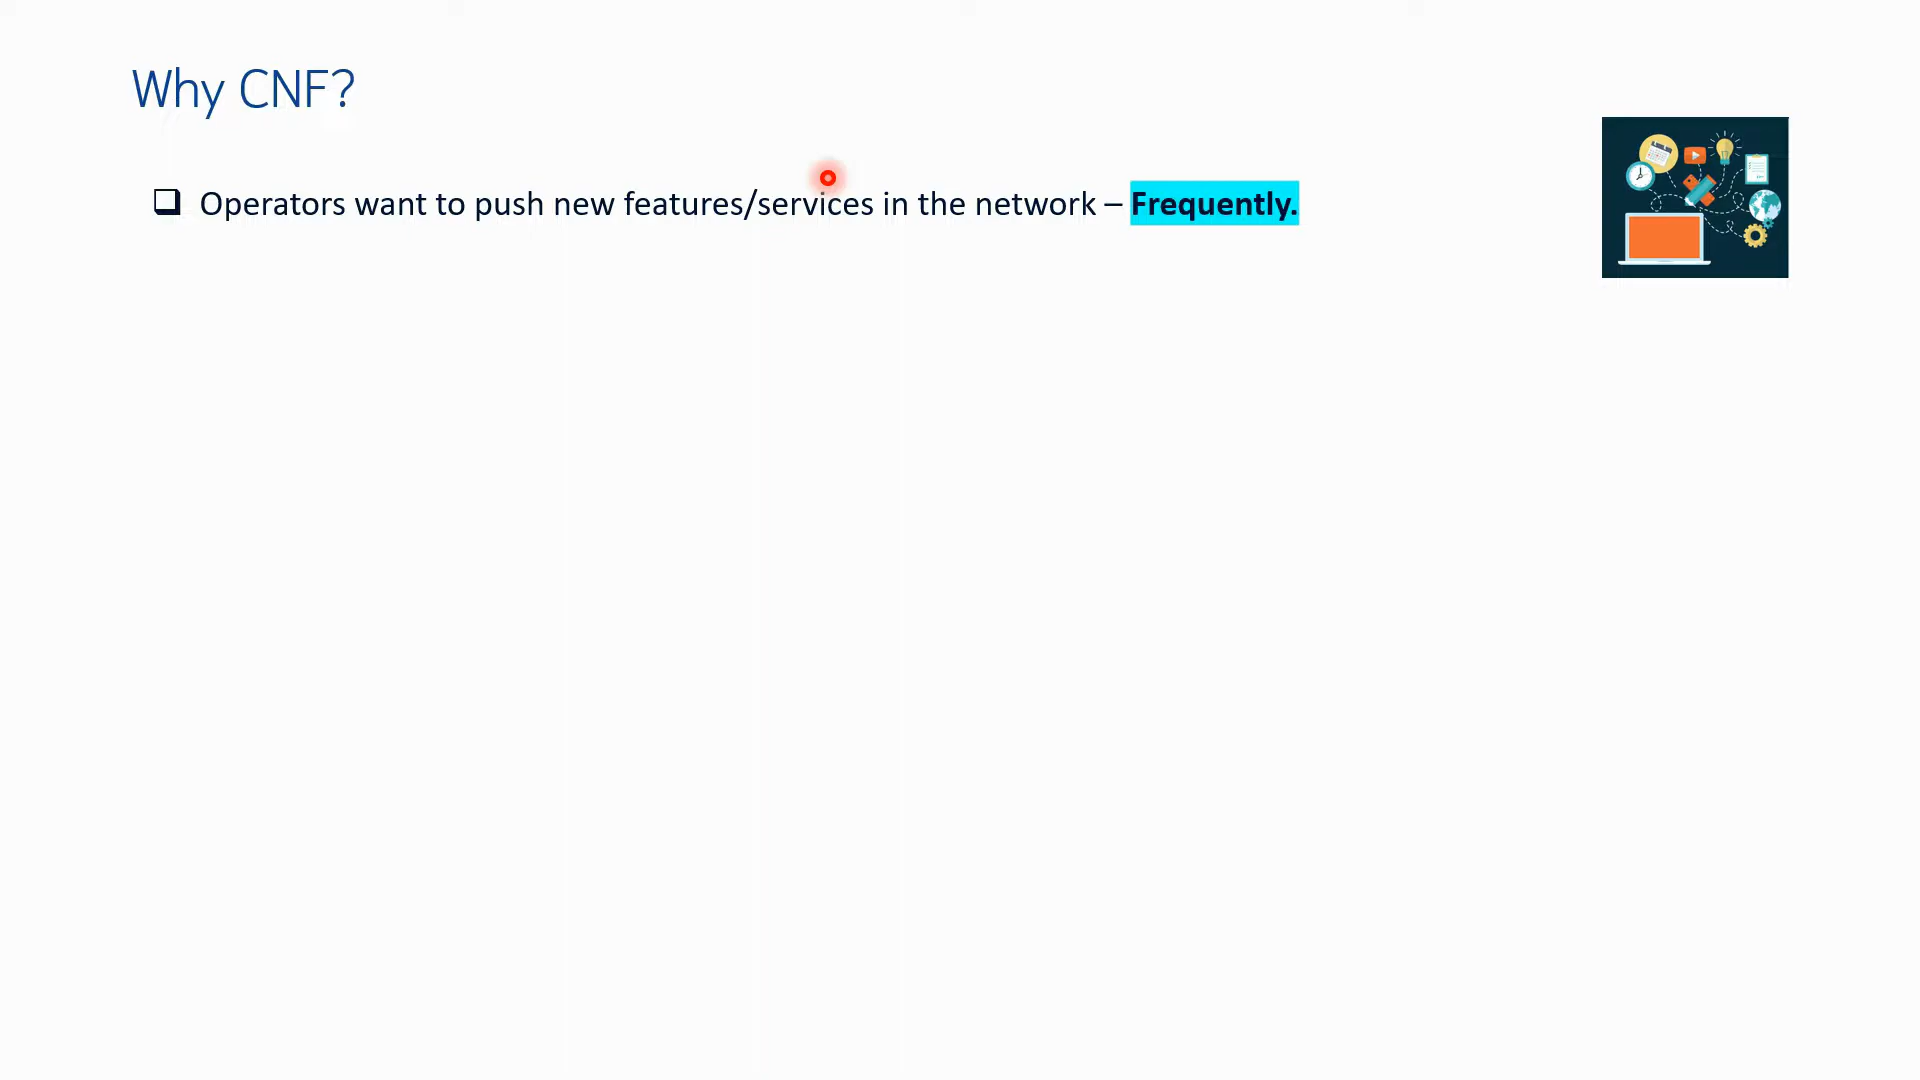 Why CNF?
Operators want to push new features/services in the network – Frequently.